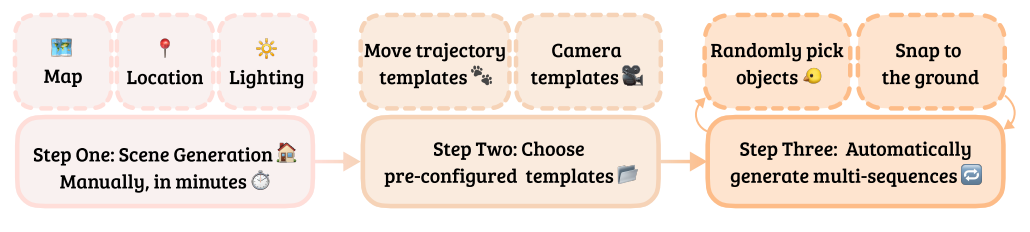 Map
Location
Lighting
Move trajectory
templates
Camera
templates
Randomly pick
objects
Snap to
the ground
Step One: Scene Generation
Manually, in minutes
Step Two: Choose
pre-configured templates
Step Three: Automatically
generate multi-sequences